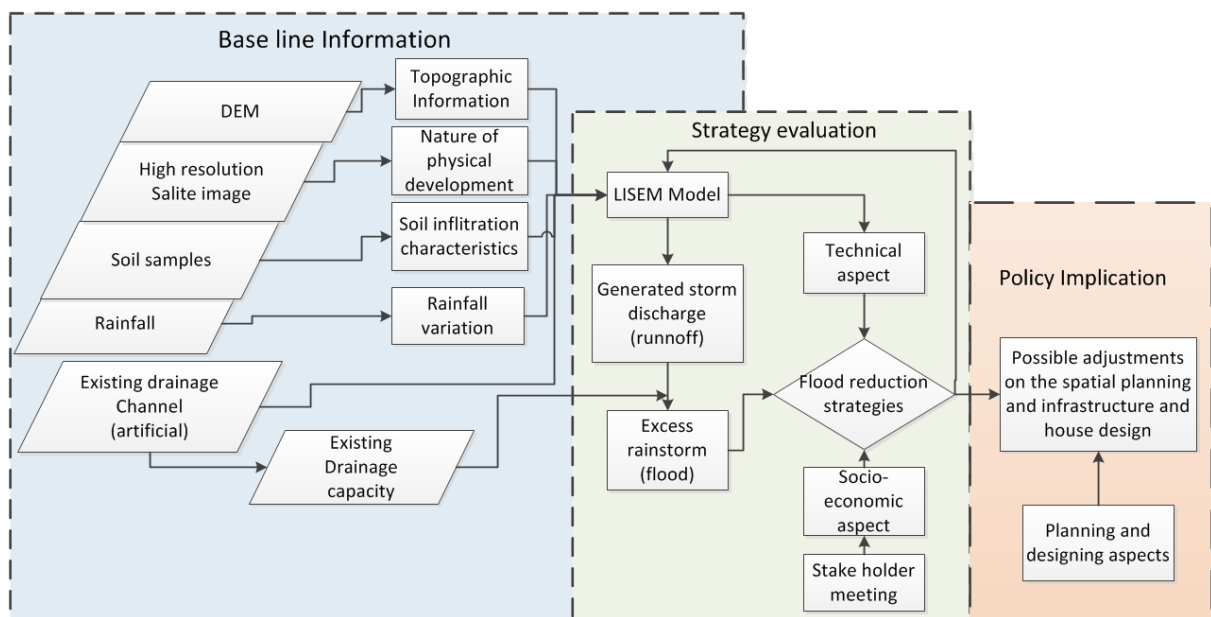 Base line Information
DEM
Topographic
Information
High resolution
Salite image
Nature of
physical
development
Soil samples
Soil inflitration
characteristics
Rainfall
Rainfall
variation
Existing drainage
Channel
(artificial)
Existing
Drainage
capacity
Strategy evaluation
LISEM Model
Generated storm
discharge
(runnoff)
Excess
rainstorm
(flood)
Technical
aspect
Flood reduction
strategies
Socio-
economic
aspect
Stake holder
meeting
Policy Implication
Possible adjustments
on the spatial planning
and infrastructure and
house design
Planning and
designing aspects